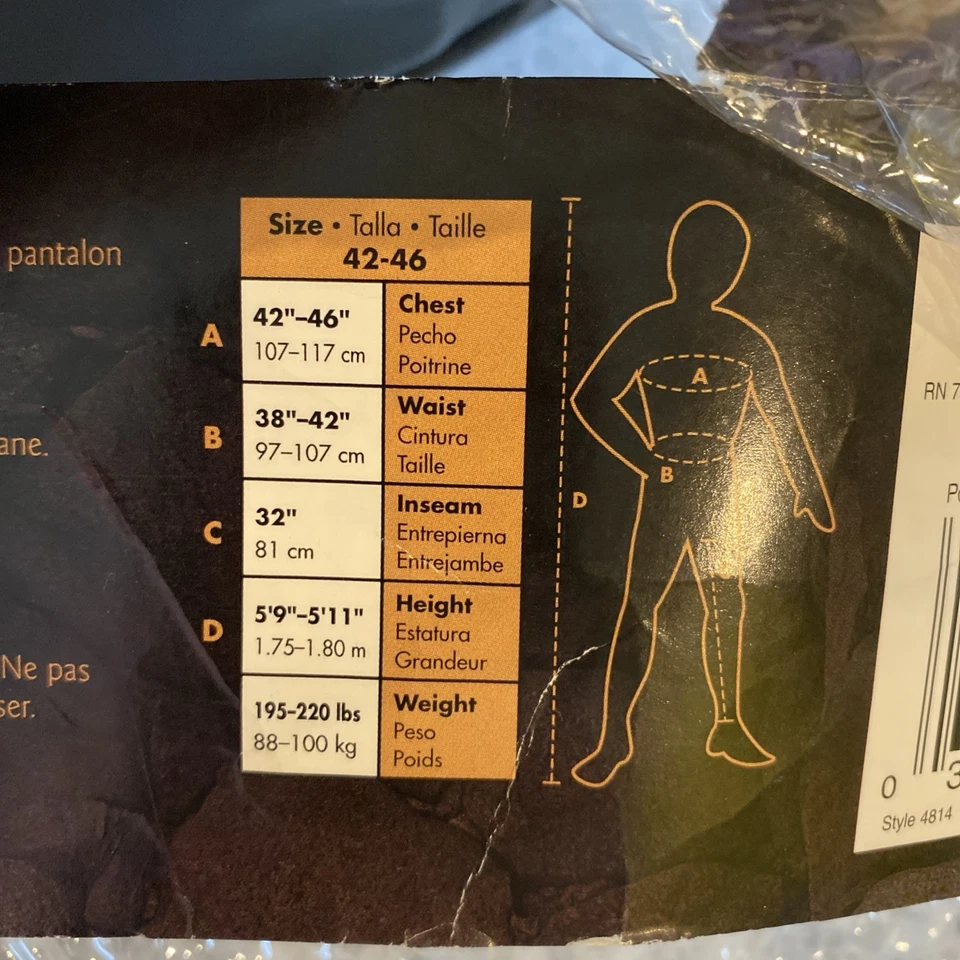 pantalon
ane.
Ne pas
ser.
Size • Talla • Taille
42-46
A
42"–46"
107–117 cm
Chest
Pecho
Poitrine
B
38"–42"
97–107 cm
Waist
Cintura
Taille
C
32"
81 cm
Inseam
Entrepierna
Entrejambe
D
5'9"–5'11"
1.75–1.80 m
Height
Estatura
Grandeur
195–220 lbs
88–100 kg
Weight
Peso
Poids
A
B
D
RN 7
0 3
Style 4814